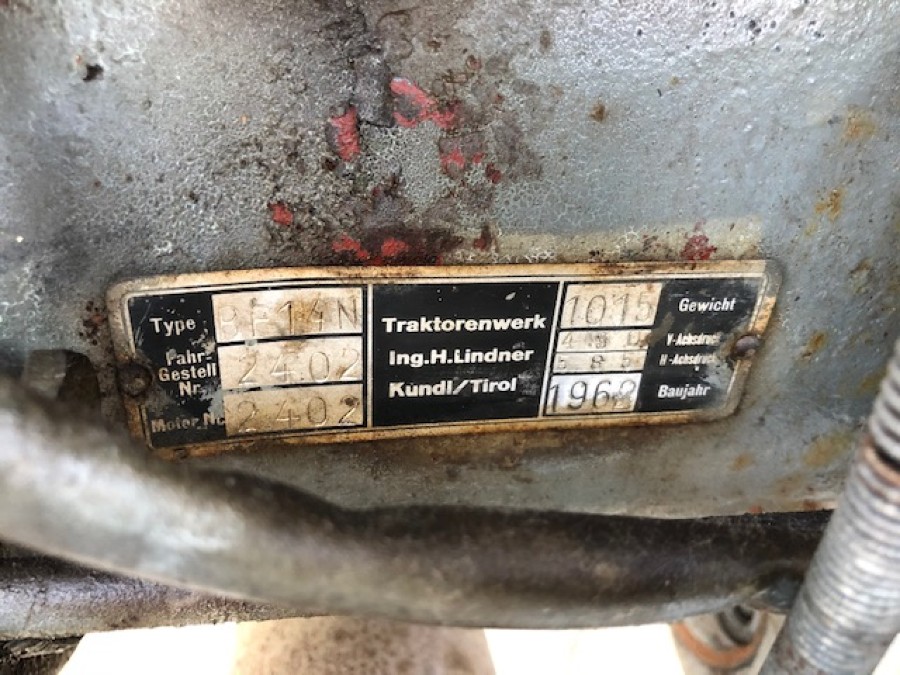 Type BF14N
Fahr-
Gestell
Nr. 2402
Motor Nr. 2402
Traktorenwerk
Ing.H.Lindner
Kundl/Tirol
1015 Gewicht
V-Achsdruck
H-Achsdruck
1962 Baujahr